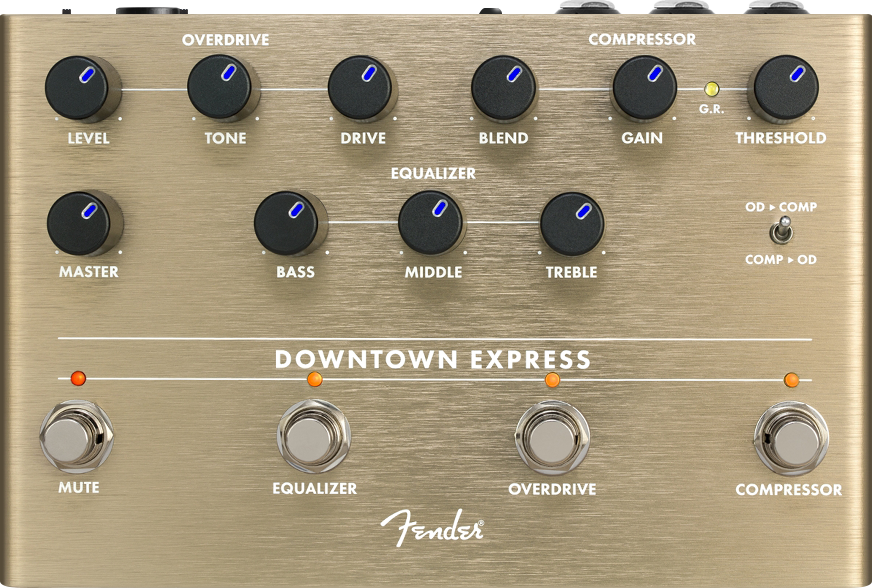 OVERDRIVE
COMPRESSOR
G.R.
LEVEL
TONE
DRIVE
BLEND
GAIN
THRESHOLD
EQUALIZER
OD ▸ COMP
COMP ▸ OD
MASTER
BASS
MIDDLE
TREBLE
DOWNTOWN EXPRESS
MUTE
EQUALIZER
OVERDRIVE
COMPRESSOR
Fender®